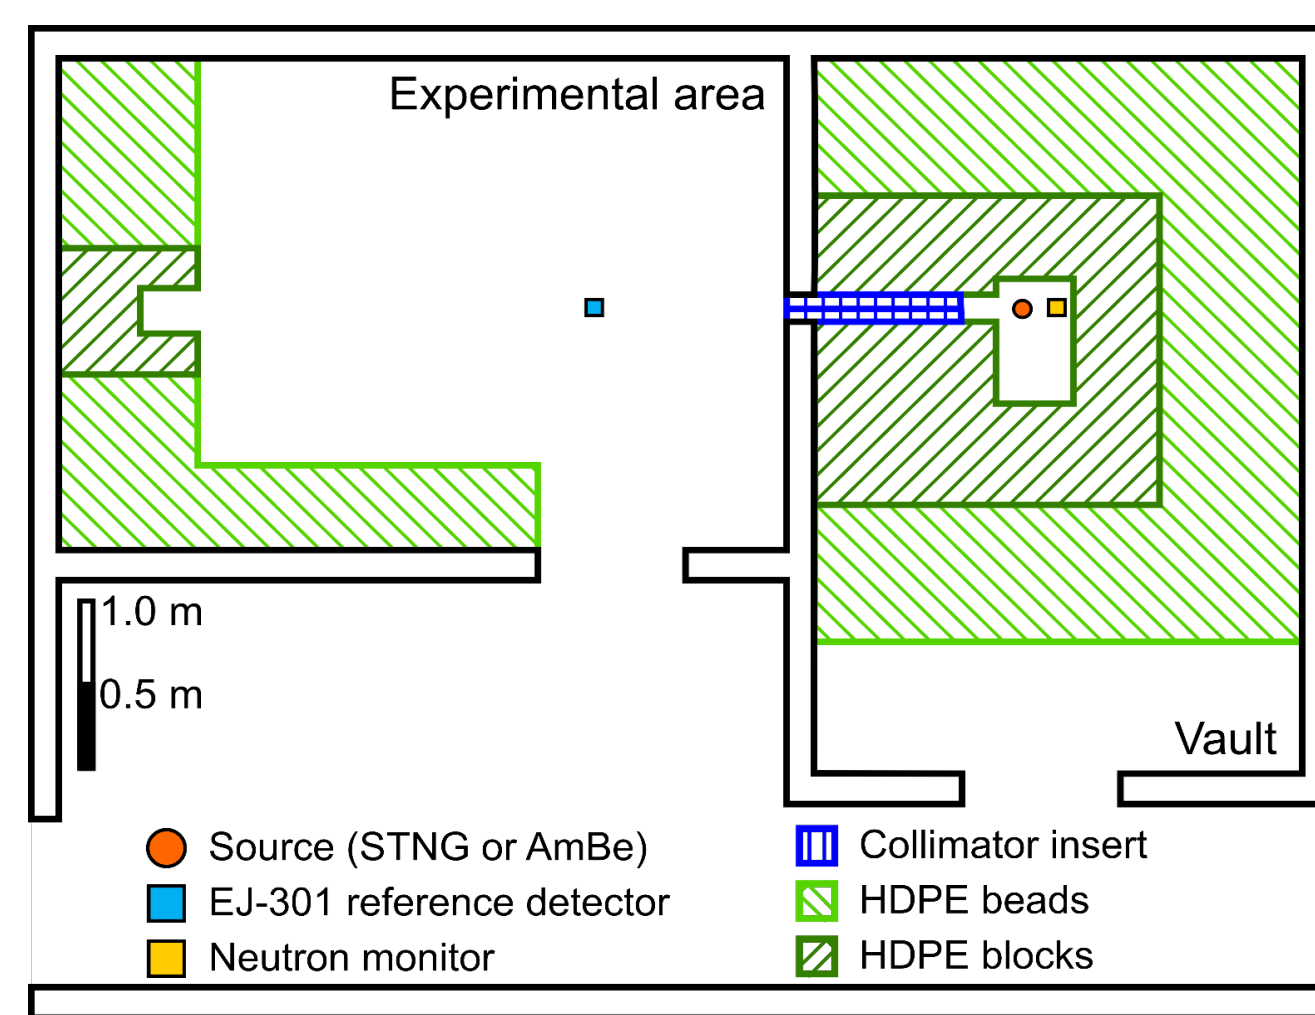 Experimental area
1.0 m
0.5 m
Vault
Source (STNG or AmBe)
EJ-301 reference detector
Neutron monitor
Collimator insert
HDPE beads
HDPE blocks